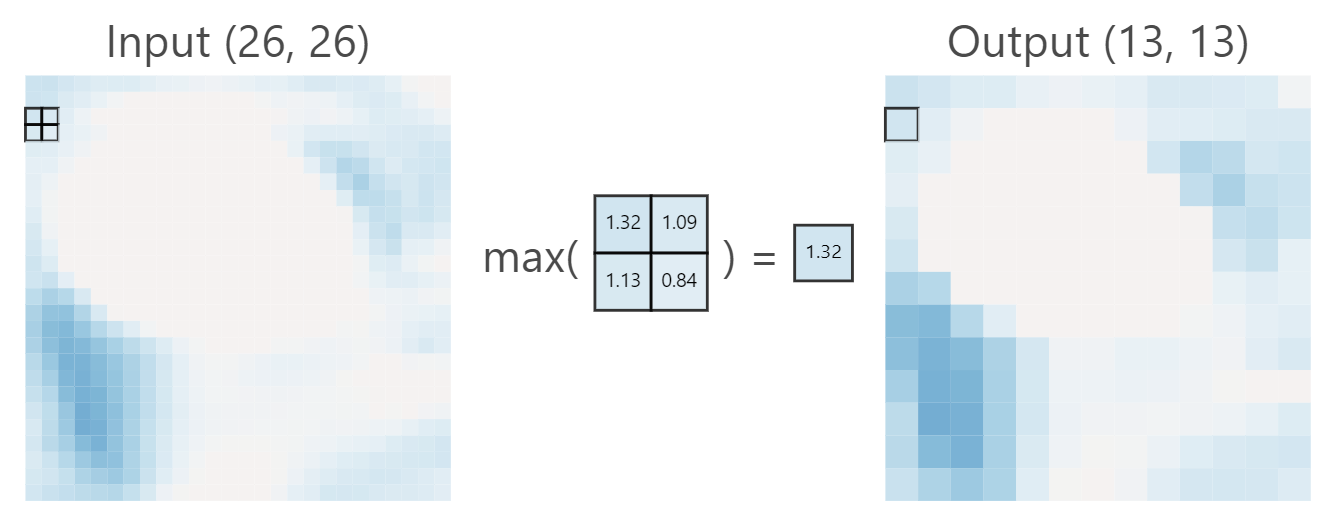 Input (26, 26)
Output (13, 13)
max(
1.32 1.09
1.13 0.84
) = 1.32